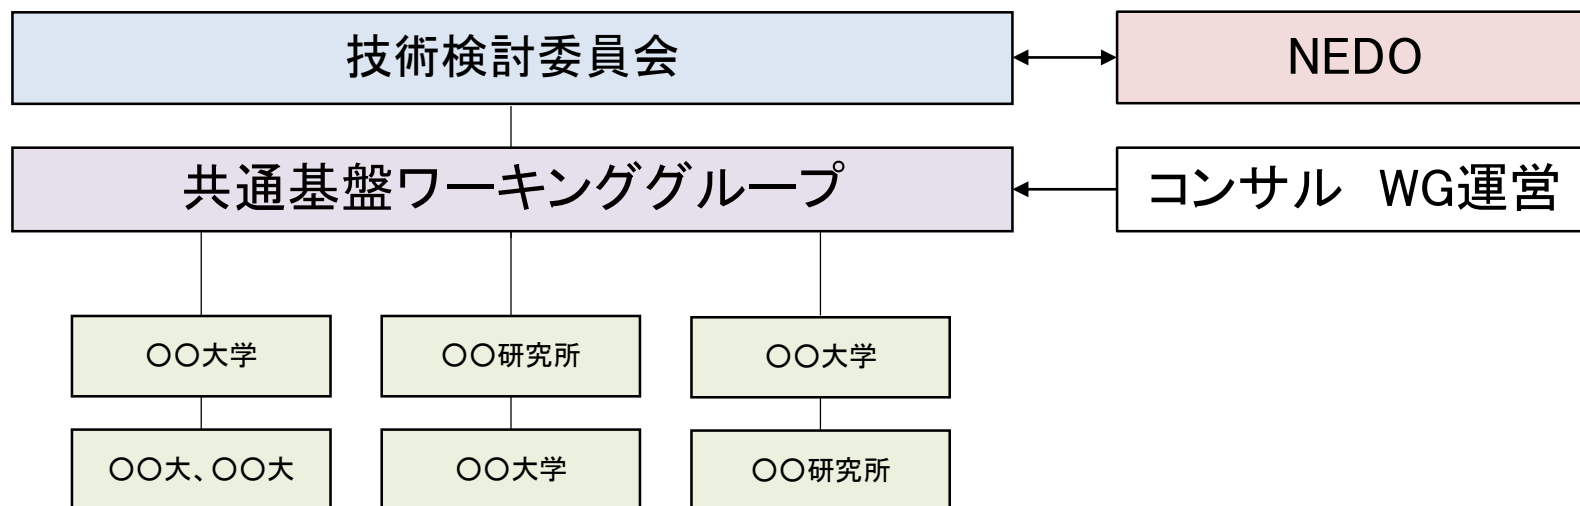 技術検討委員会
NEDO
共通基盤ワーキンググループ
コンサル　WG運営
〇〇大学
〇〇研究所
〇〇大学
〇〇大、〇〇大
〇〇大学
〇〇研究所